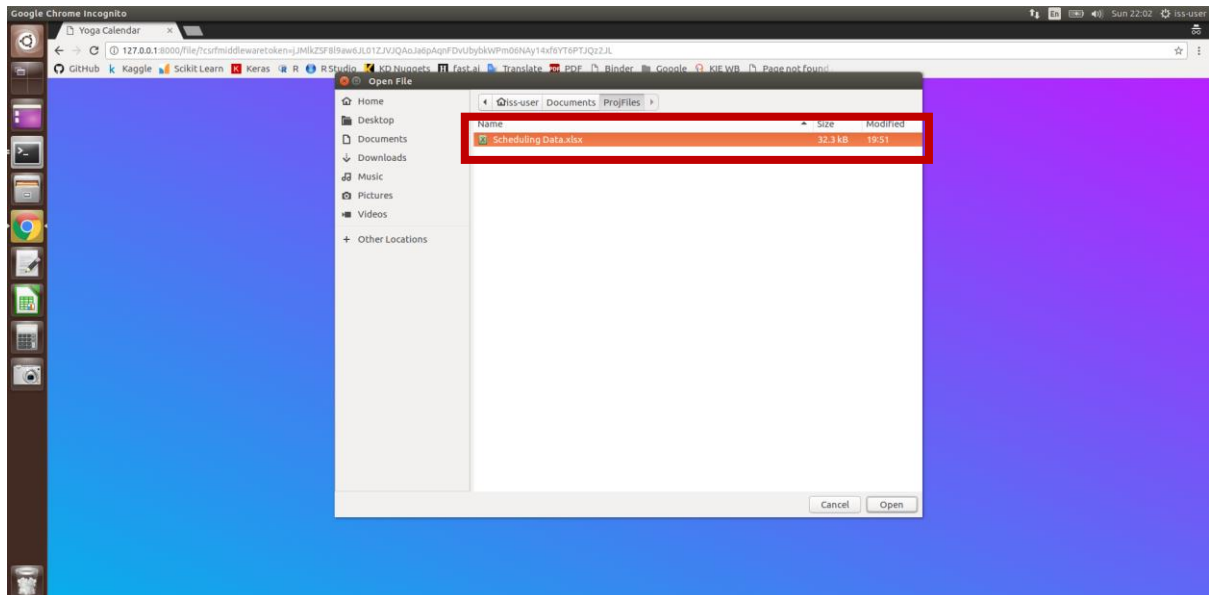 Google Chrome Incognito En Sun 22:02 iss-user
Yoga Calendar
127.0.0.1:8000/file/?csrfmiddlewaretoken=
GitHub Kaggle Scikit Learn Keras R RStudio KD Nuggets fast.ai Translate PDF Binder Google KIE WB Page not found
Open File
Home iss-user Documents ProjFiles
Desktop Name Size Modified
Documents Scheduling Data.xlsx 32.3 kB 19:51
Downloads
Music
Pictures
Videos
+ Other Locations
Cancel Open